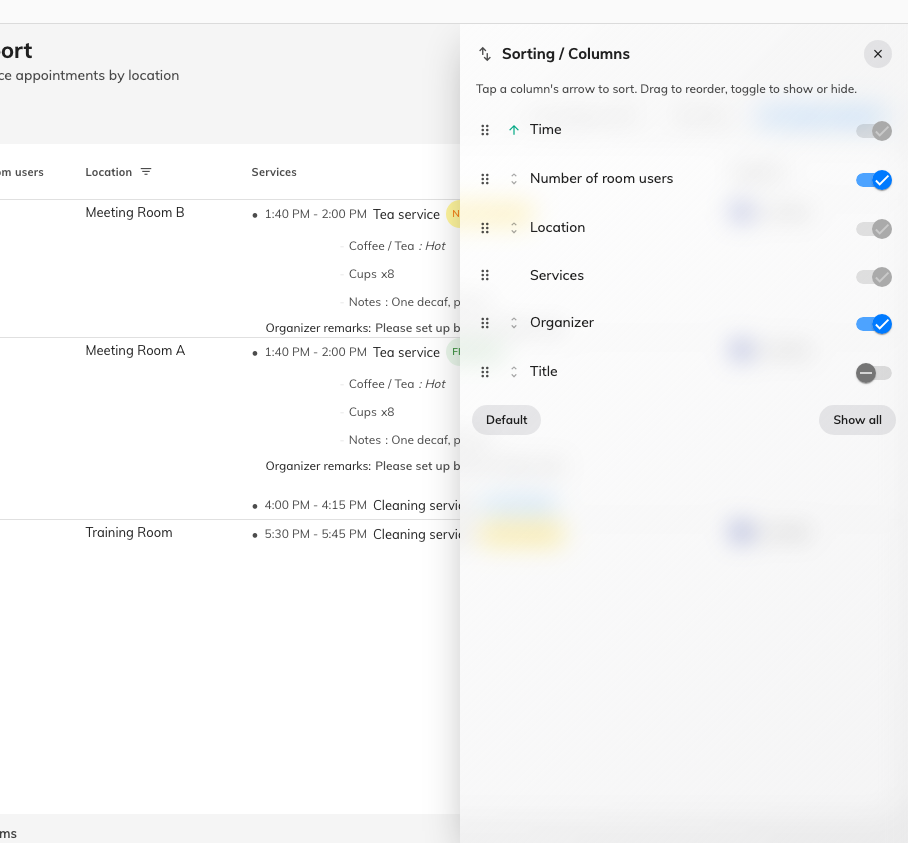 ort
ce appointments by location
m users
Location
Services
Meeting Room B
• 1:40 PM - 2:00 PM Tea service N
Coffee / Tea : Hot
Cups x8
Notes : One decaf, p
Organizer remarks: Please set up b
Meeting Room A
• 1:40 PM - 2:00 PM Tea service
Coffee / Tea : Hot
Cups x8
Notes : One decaf, p
Organizer remarks: Please set up b
• 4:00 PM - 4:15 PM Cleaning servic
Training Room
• 5:30 PM - 5:45 PM Cleaning servic
ms
Sorting / Columns
Tap a column's arrow to sort. Drag to reorder, toggle to show or hide.
Time
Number of room users
Location
Services
Organizer
Title
Default
Show all